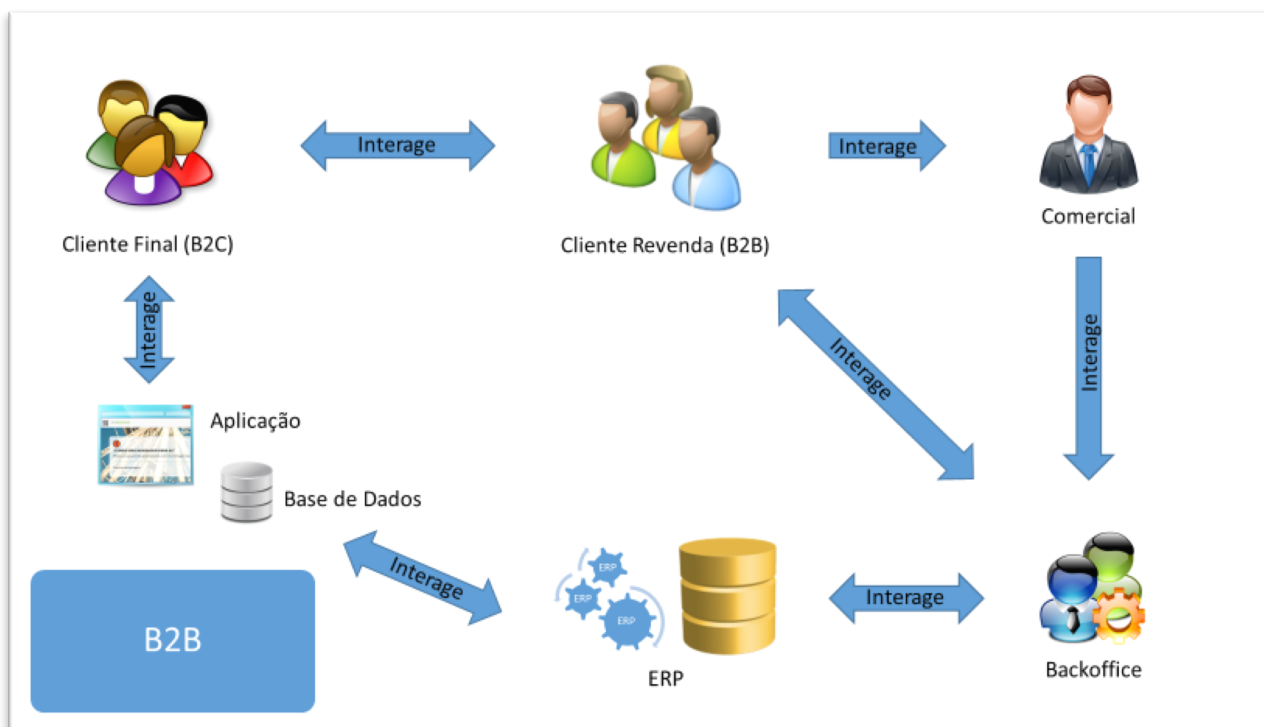 Interage
Interage
Comercial
Cliente Final (B2C)
Cliente Revenda (B2B)
Interage
Interage
Interage
Aplicação
Base de Dados
Interage
ERP
ERP
ERP
Interage
B2B
ERP
Backoffice